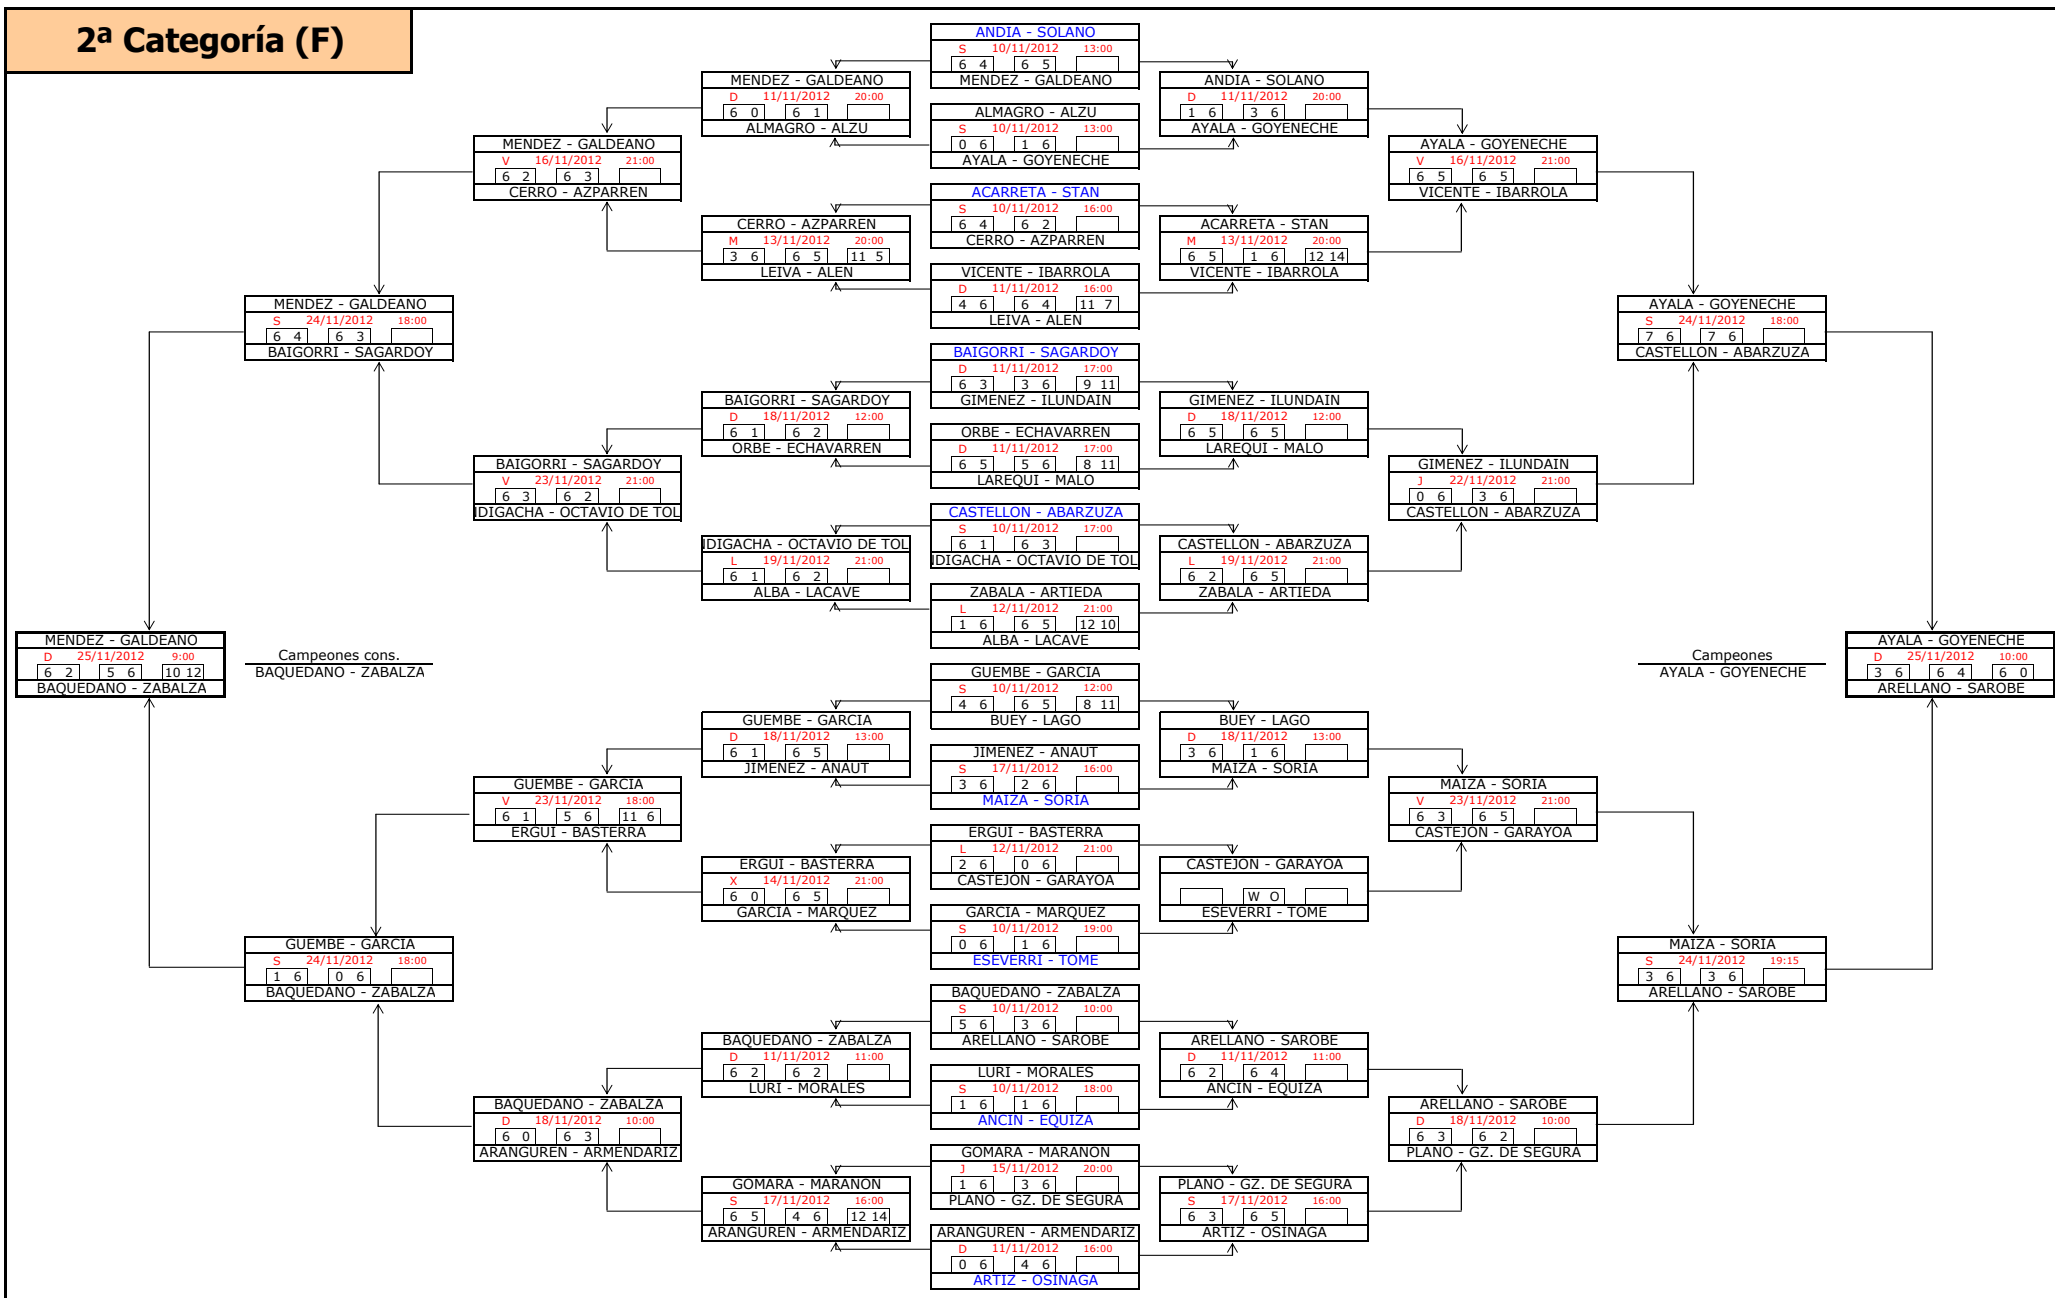 2ª Categoría (F)
MENDEZ - GALDEANO
D 25/11/2012 9:00
6 2 5 6 10 12
BAQUEDANO - ZABALZA
Campeones cons.
BAQUEDANO - ZABALZA
MENDEZ - GALDEANO
S 24/11/2012 18:00
6 4 6 3
BAIGORRI - SAGARDOY
GUEMBE - GARCIA
S 24/11/2012 18:00
1 6 0 6
BAQUEDANO - ZABALZA
MENDEZ - GALDEANO
V 16/11/2012 21:00
6 2 6 3
CERRO - AZPARREN
BAIGORRI - SAGARDOY
V 23/11/2012 21:00
6 3 6 2
NDIGACHA - OCTAVIO DE TOL
GUEMBE - GARCIA
V 23/11/2012 18:00
6 1 5 6 11 6
ERGUI - BASTERRA
BAQUEDANO - ZABALZA
D 18/11/2012 10:00
6 0 6 3
ARANGUREN - ARMENDARIZ
MENDEZ - GALDEANO
D 11/11/2012 20:00
6 0 6 1
ALMAGRO - ALZU
CERRO - AZPARREN
M 13/11/2012 20:00
3 6 6 5 11 5
LEIVA - ALEN
BAIGORRI - SAGARDOY
D 18/11/2012 12:00
6 1 6 2
ORBE - ECHAVARREN
NDIGACHA - OCTAVIO DE TOL
L 19/11/2012 21:00
6 1 6 2
ALBA - LACAVE
GUEMBE - GARCIA
D 18/11/2012 13:00
6 1 6 5
JIMENEZ - ANAUT
ERGUI - BASTERRA
X 14/11/2012 21:00
6 0 6 5
GARCIA - MARQUEZ
BAQUEDANO - ZABALZA
D 11/11/2012 11:00
6 2 6 2
LURI - MORALES
GOMARA - MARAÑON
S 17/11/2012 16:00
6 5 4 6 12 14
ARANGUREN - ARMENDARIZ
ANDIA - SOLANO
S 10/11/2012 13:00
6 4 6 5
MENDEZ - GALDEANO
ALMAGRO - ALZU
S 10/11/2012 13:00
0 6 1 6
AYALA - GOYENECHE
ACARRETA - STAN
S 10/11/2012 16:00
6 4 6 2
CERRO - AZPARREN
VICENTE - IBARROLA
D 11/11/2012 16:00
4 6 6 4 11 7
LEIVA - ALEN
BAIGORRI - SAGARDOY
D 11/11/2012 17:00
6 3 3 6 9 11
GIMENEZ - ILUNDAIN
ORBE - ECHAVARREN
D 11/11/2012 17:00
6 5 5 6 8 11
LAREQUI - MALO
CASTELLON - ABARZUZA
S 10/11/2012 17:00
6 1 6 3
NDIGACHA - OCTAVIO DE TOL
ZABALA - ARTIEDA
L 12/11/2012 21:00
1 6 6 5 12 10
ALBA - LACAVE
GUEMBE - GARCIA
S 10/11/2012 12:00
4 6 6 5 8 11
BUEY - LAGO
JIMENEZ - ANAUT
S 17/11/2012 16:00
3 6 2 6
MAIZA - SORIA
ERGUI - BASTERRA
L 12/11/2012 21:00
2 6 0 6
CASTEJON - GARAYOA
GARCIA - MARQUEZ
S 10/11/2012 19:00
0 6 1 6
ESEVERRI - TOME
BAQUEDANO - ZABALZA
S 10/11/2012 10:00
5 6 3 6
ARELLANO - SAROBE
LURI - MORALES
S 10/11/2012 18:00
1 6 1 6
ANCIN - EQUIZA
GOMARA - MARAÑON
J 15/11/2012 20:00
1 6 3 6
PLANO - GZ. DE SEGURA
ARANGUREN - ARMENDARIZ
D 11/11/2012 16:00
0 6 4 6
ARTIZ - OSINAGA
ANDIA - SOLANO
D 11/11/2012 20:00
1 6 3 6
AYALA - GOYENECHE
ACARRETA - STAN
M 13/11/2012 20:00
6 5 1 6 12 14
VICENTE - IBARROLA
GIMENEZ - ILUNDAIN
D 18/11/2012 12:00
6 5 6 5
LAREQUI - MALO
CASTELLON - ABARZUZA
L 19/11/2012 21:00
6 2 6 5
ZABALA - ARTIEDA
BUEY - LAGO
D 18/11/2012 13:00
3 6 1 6
MAIZA - SORIA
CASTEJON - GARAYOA
W O
ESEVERRI - TOME
ARELLANO - SAROBE
D 11/11/2012 11:00
6 2 6 4
ANCIN - EQUIZA
PLANO - GZ. DE SEGURA
S 17/11/2012 16:00
6 3 6 5
ARTIZ - OSINAGA
AYALA - GOYENECHE
V 16/11/2012 21:00
6 5 6 5
VICENTE - IBARROLA
GIMENEZ - ILUNDAIN
J 22/11/2012 21:00
0 6 3 6
CASTELLON - ABARZUZA
MAIZA - SORIA
V 23/11/2012 21:00
6 3 6 5
CASTEJON - GARAYOA
ARELLANO - SAROBE
D 18/11/2012 10:00
6 3 6 2
PLANO - GZ. DE SEGURA
AYALA - GOYENECHE
S 24/11/2012 18:00
7 6 7 6
CASTELLON - ABARZUZA
MAIZA - SORIA
S 24/11/2012 19:15
3 6 3 6
ARELLANO - SAROBE
Campeones
AYALA - GOYENECHE
AYALA - GOYENECHE
D 25/11/2012 10:00
3 6 6 4 6 0
ARELLANO - SAROBE